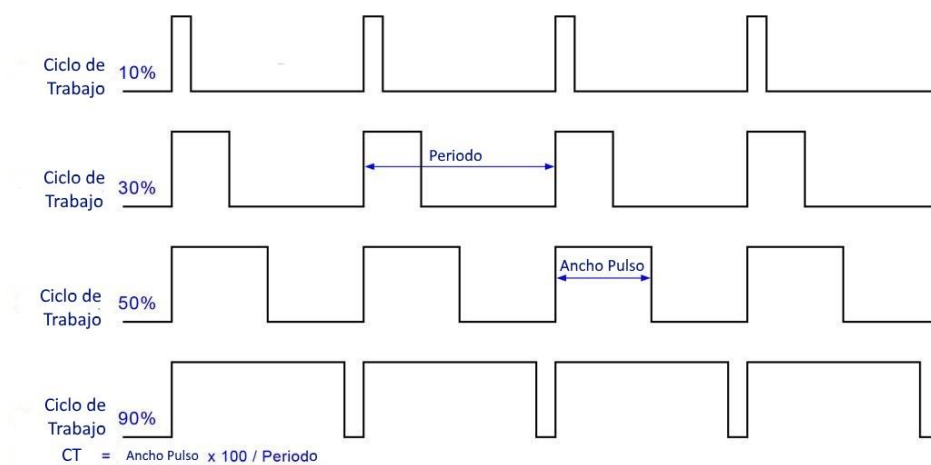 Ciclo de
Trabajo 10%
Periodo
Ciclo de
Trabajo 30%
Ancho Pulso
Ciclo de
Trabajo 50%
Ciclo de
Trabajo 90%
CT = Ancho Pulso x 100 / Periodo